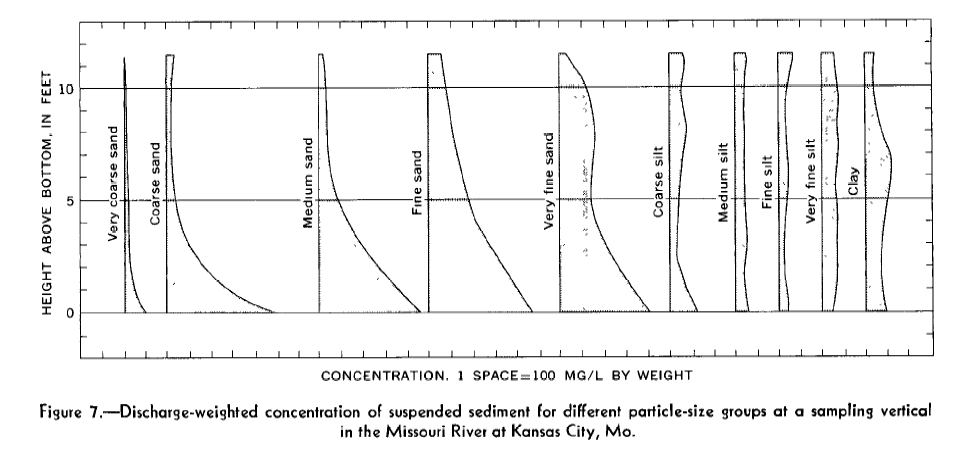 HEIGHT ABOVE BOTTOM, IN FEET
10
5
0
Very coarse sand
Coarse sand
Medium sand
Fine sand
Very fine sand
Coarse silt
Medium silt
Fine silt
Very fine silt
Clay
CONCENTRATION. 1 SPACE=100 MG/L BY WEIGHT
Figure 7.—Discharge-weighted concentration of suspended sediment for different particle-size groups at a sampling vertical
in the Missouri River at Kansas City, Mo.